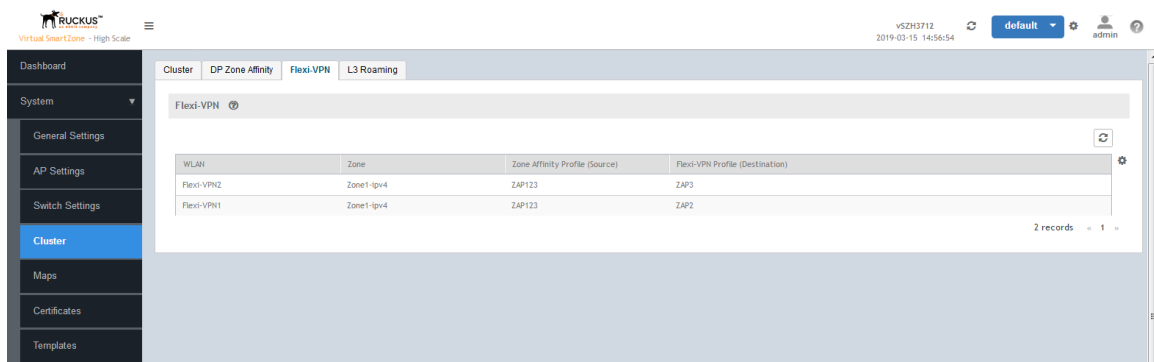 RUCKUS™
Virtual SmartZone - High Scale
vSZH3712
2019-03-15 14:56:54
default
admin
Dashboard
System
General Settings
AP Settings
Switch Settings
Cluster
Maps
Certificates
Templates
Cluster DP Zone Affinity Flexi-VPN L3 Roaming
Flexi-VPN
WLAN Zone Zone Affinity Profile (Source) Flexi-VPN Profile (Destination)
Flexi-VPN2 Zone1-ipv4 ZAP123 ZAP3
Flexi-VPN1 Zone1-ipv4 ZAP123 ZAP2
2 records « 1 »